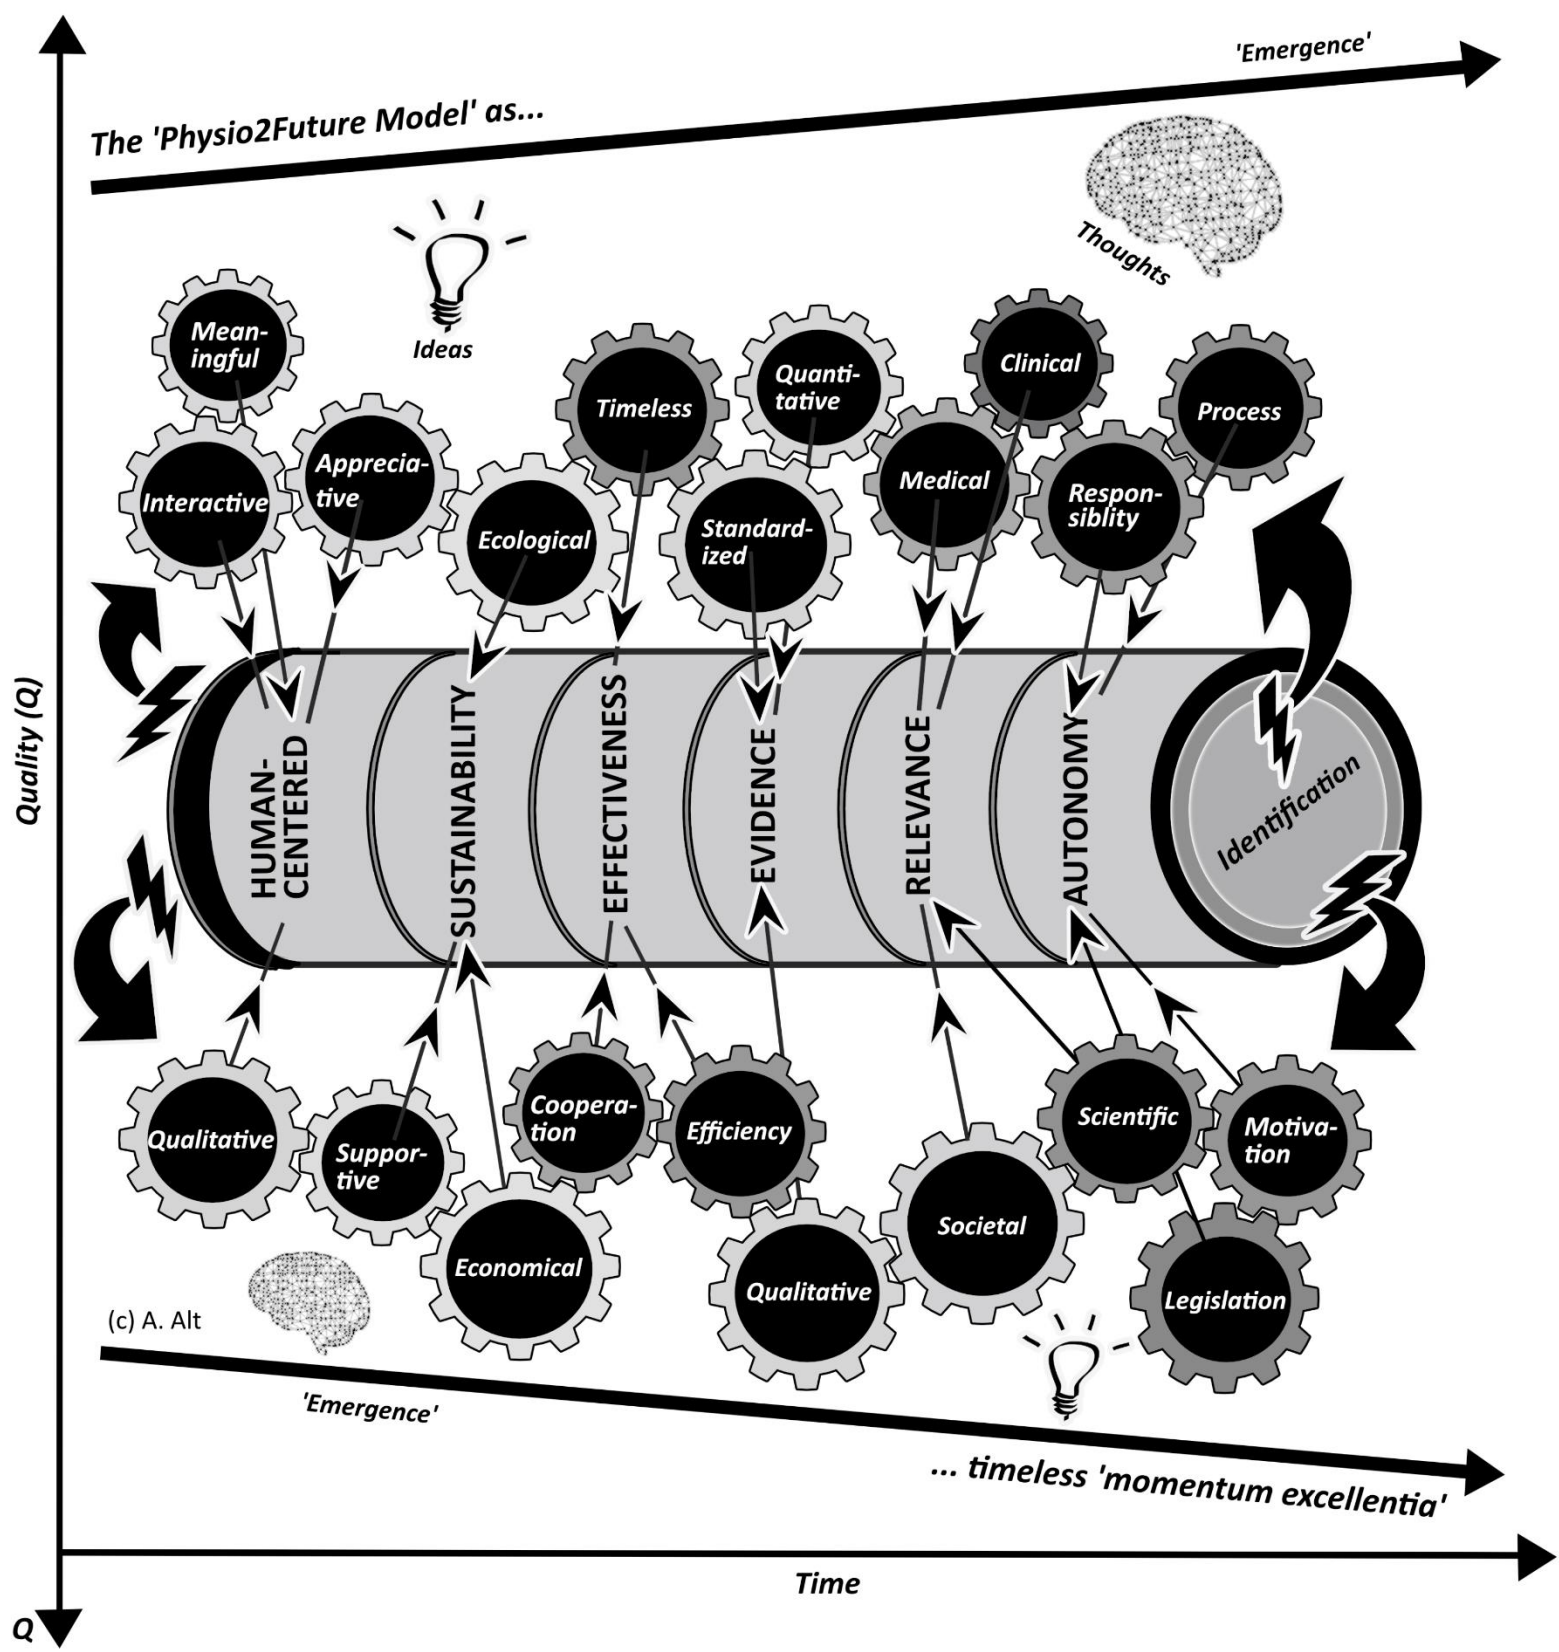 'Emergence'
The 'Physio2Future Model' as...
Thoughts
Ideas
Mean-
ingful
Interactive
Apprecia-
tive
Ecological
Timeless
Quanti-
tative
Standard-
ized
Clinical
Medical
Respon-
siblity
Process
Quality (Q)
HUMAN-
CENTERED
SUSTAINABILITY
EFFECTIVENESS
EVIDENCE
RELEVANCE
AUTONOMY
Identification
Qualitative
Suppor-
tive
Economical
Coopera-
tion
Efficiency
Qualitative
Societal
Scientific
Motiva-
tion
Legislation
(c) A. Alt
'Emergence'
... timeless 'momentum excellentia'
Time
Q